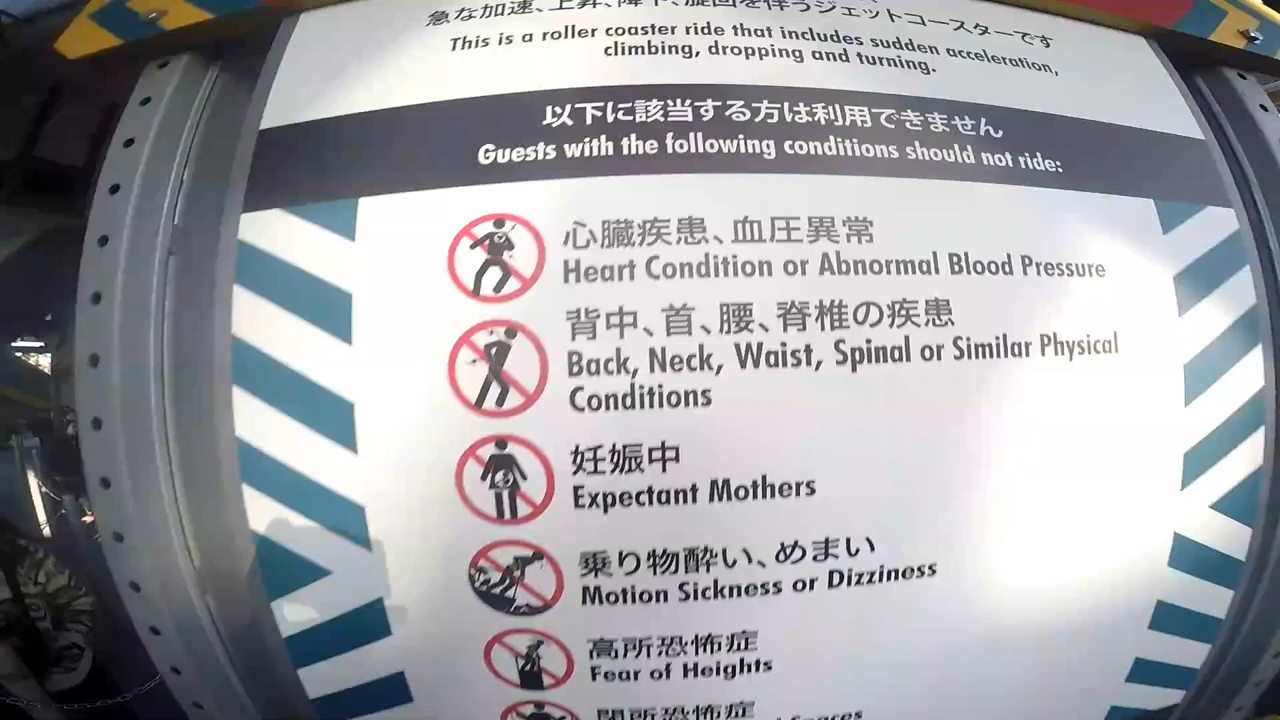 急な加速、上昇、降下、旋回を伴うジェットコースターです
This is a roller coaster ride that includes sudden acceleration,
climbing, dropping and turning.
以下に該当する方は利用できません
Guests with the following conditions should not ride:
心臓疾患、血圧異常
Heart Condition or Abnormal Blood Pressure
背中、首、腰、脊椎の疾患
Back, Neck, Waist, Spinal or Similar Physical
Conditions
妊娠中
Expectant Mothers
乗り物酔い、めまい
Motion Sickness or Dizziness
高所恐怖症
Fear of Heights
閉所恐怖症
Spaces